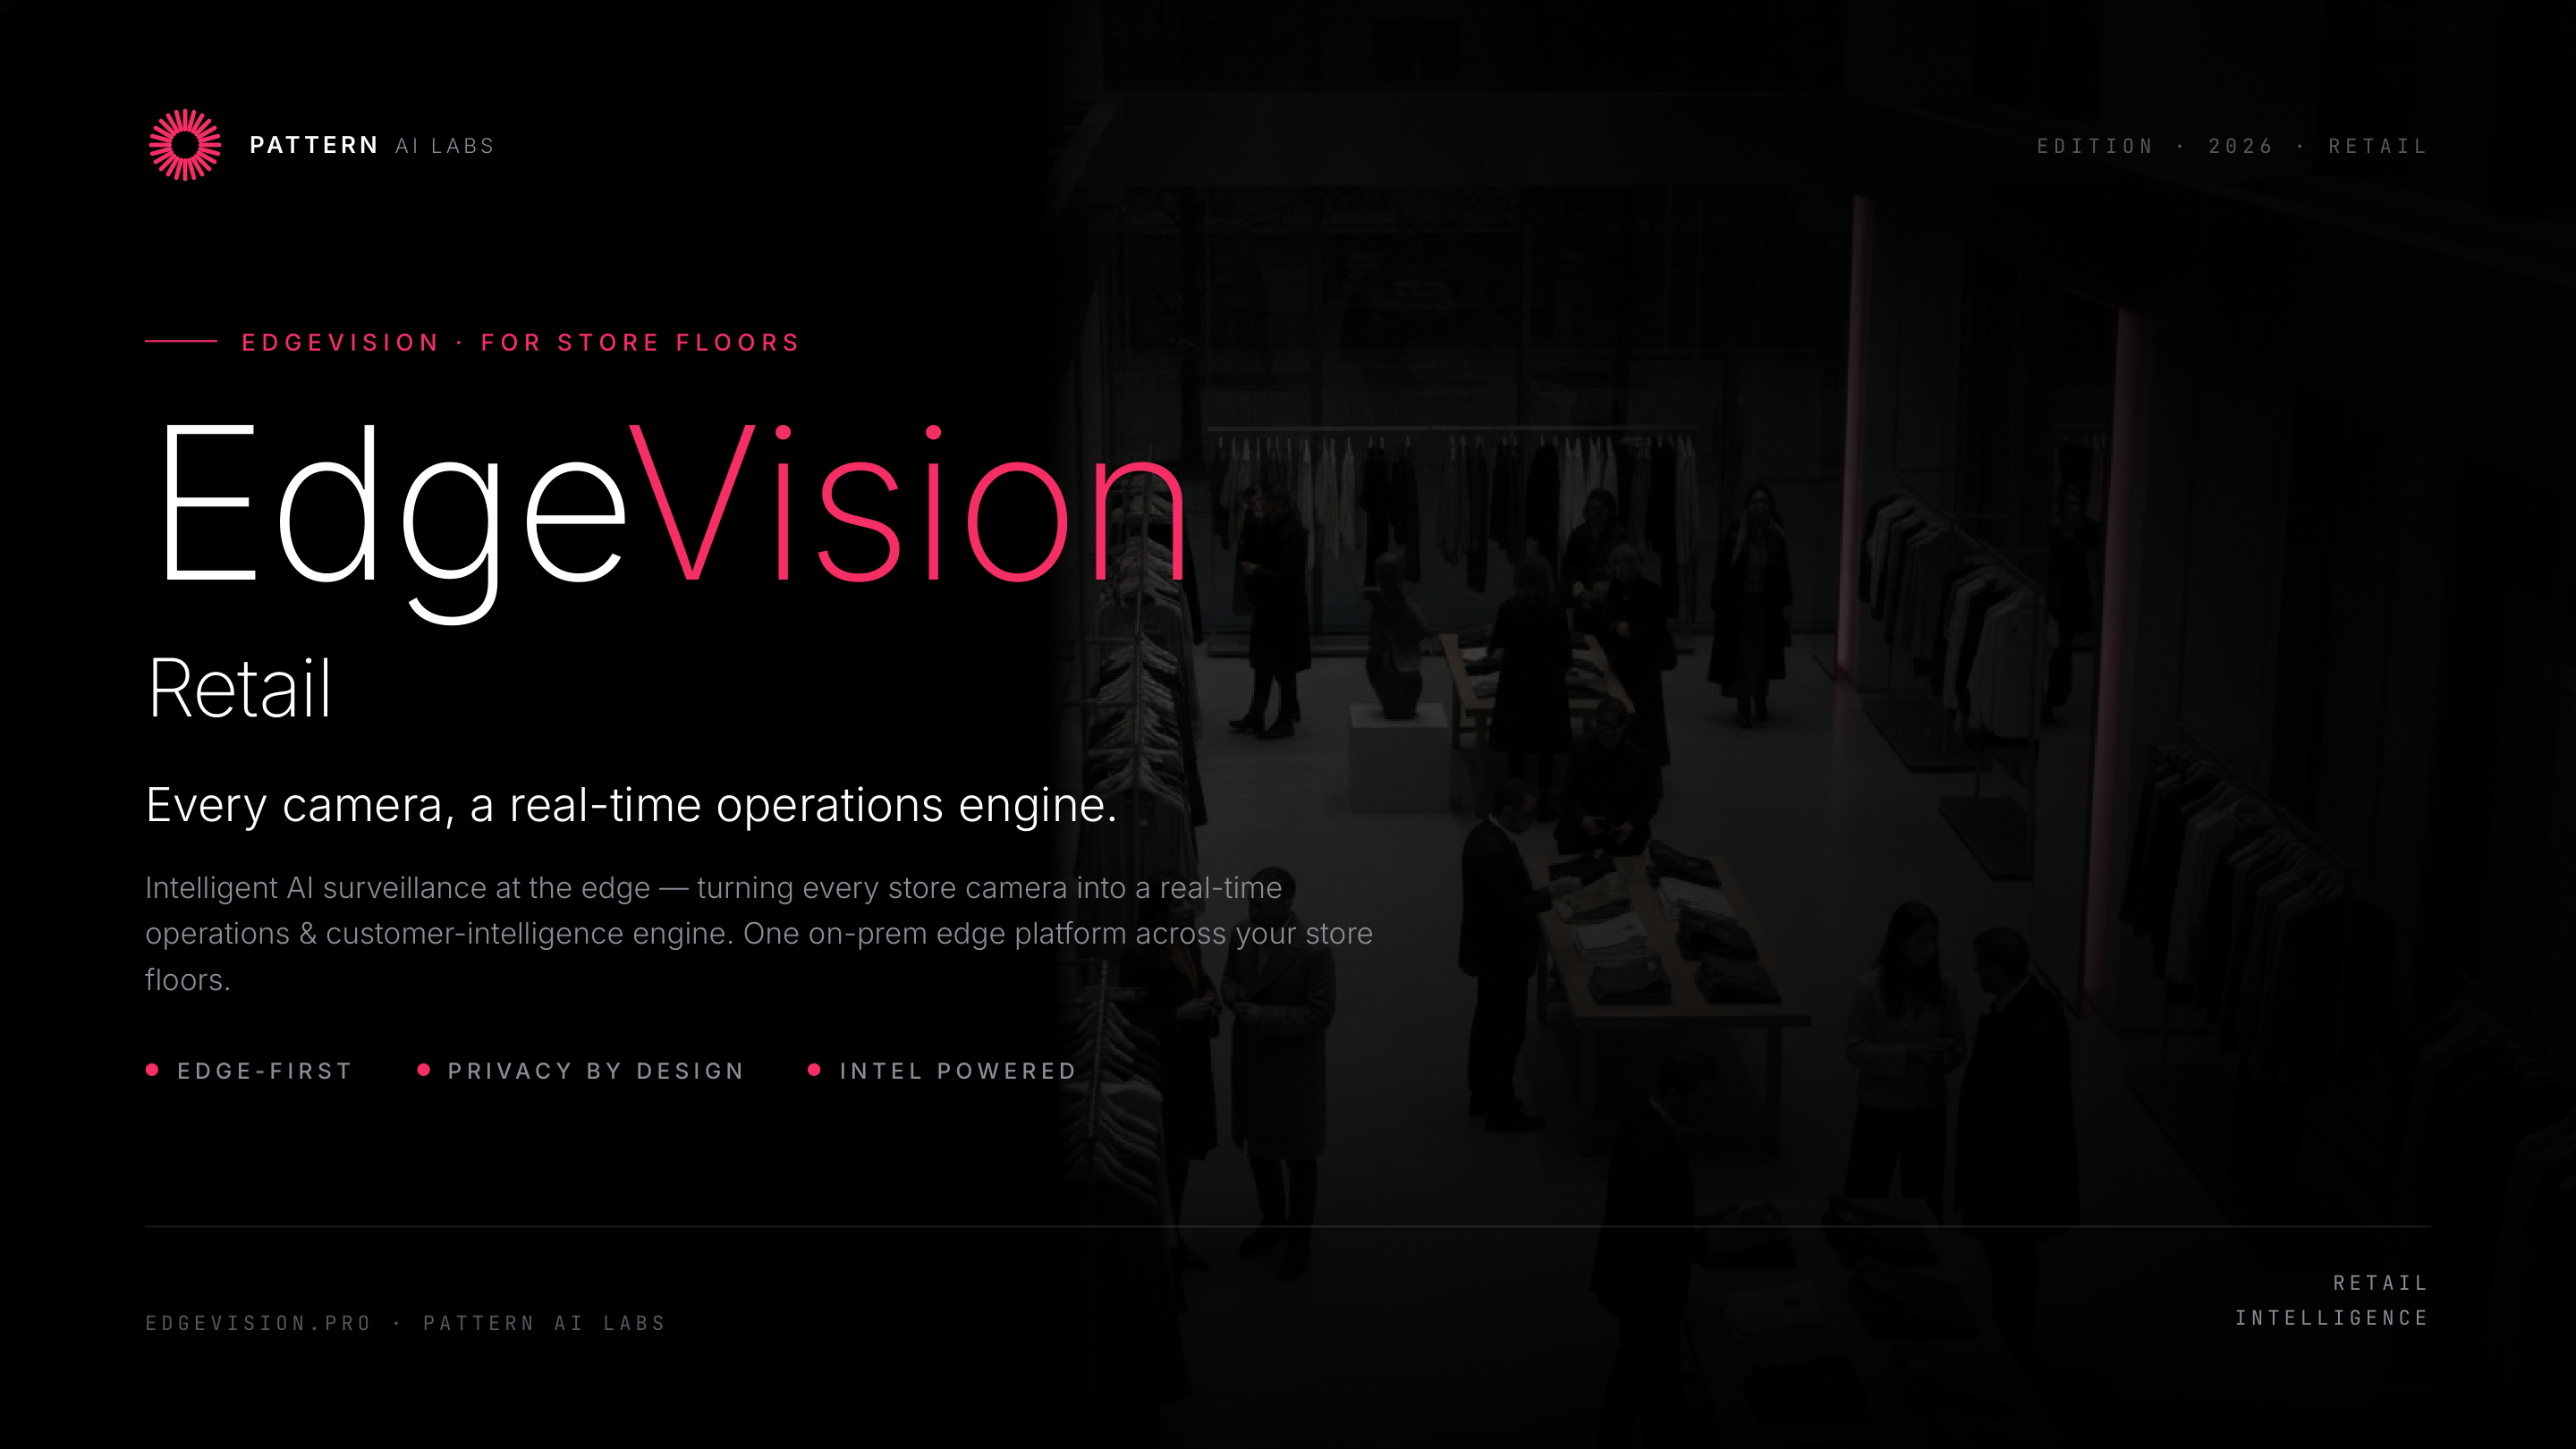 PATTERN AI LABS
EDITION · 2026 · RETAIL
EDGEVISION · FOR STORE FLOORS
EdgeVision
Retail
Every camera, a real-time operations engine.
Intelligent AI surveillance at the edge — turning every store camera into a real-time
operations & customer-intelligence engine. One on-prem edge platform across your store
floors.
EDGE-FIRST
PRIVACY BY DESIGN
INTEL POWERED
EDGEVISION.PRO · PATTERN AI LABS
RETAIL
INTELLIGENCE